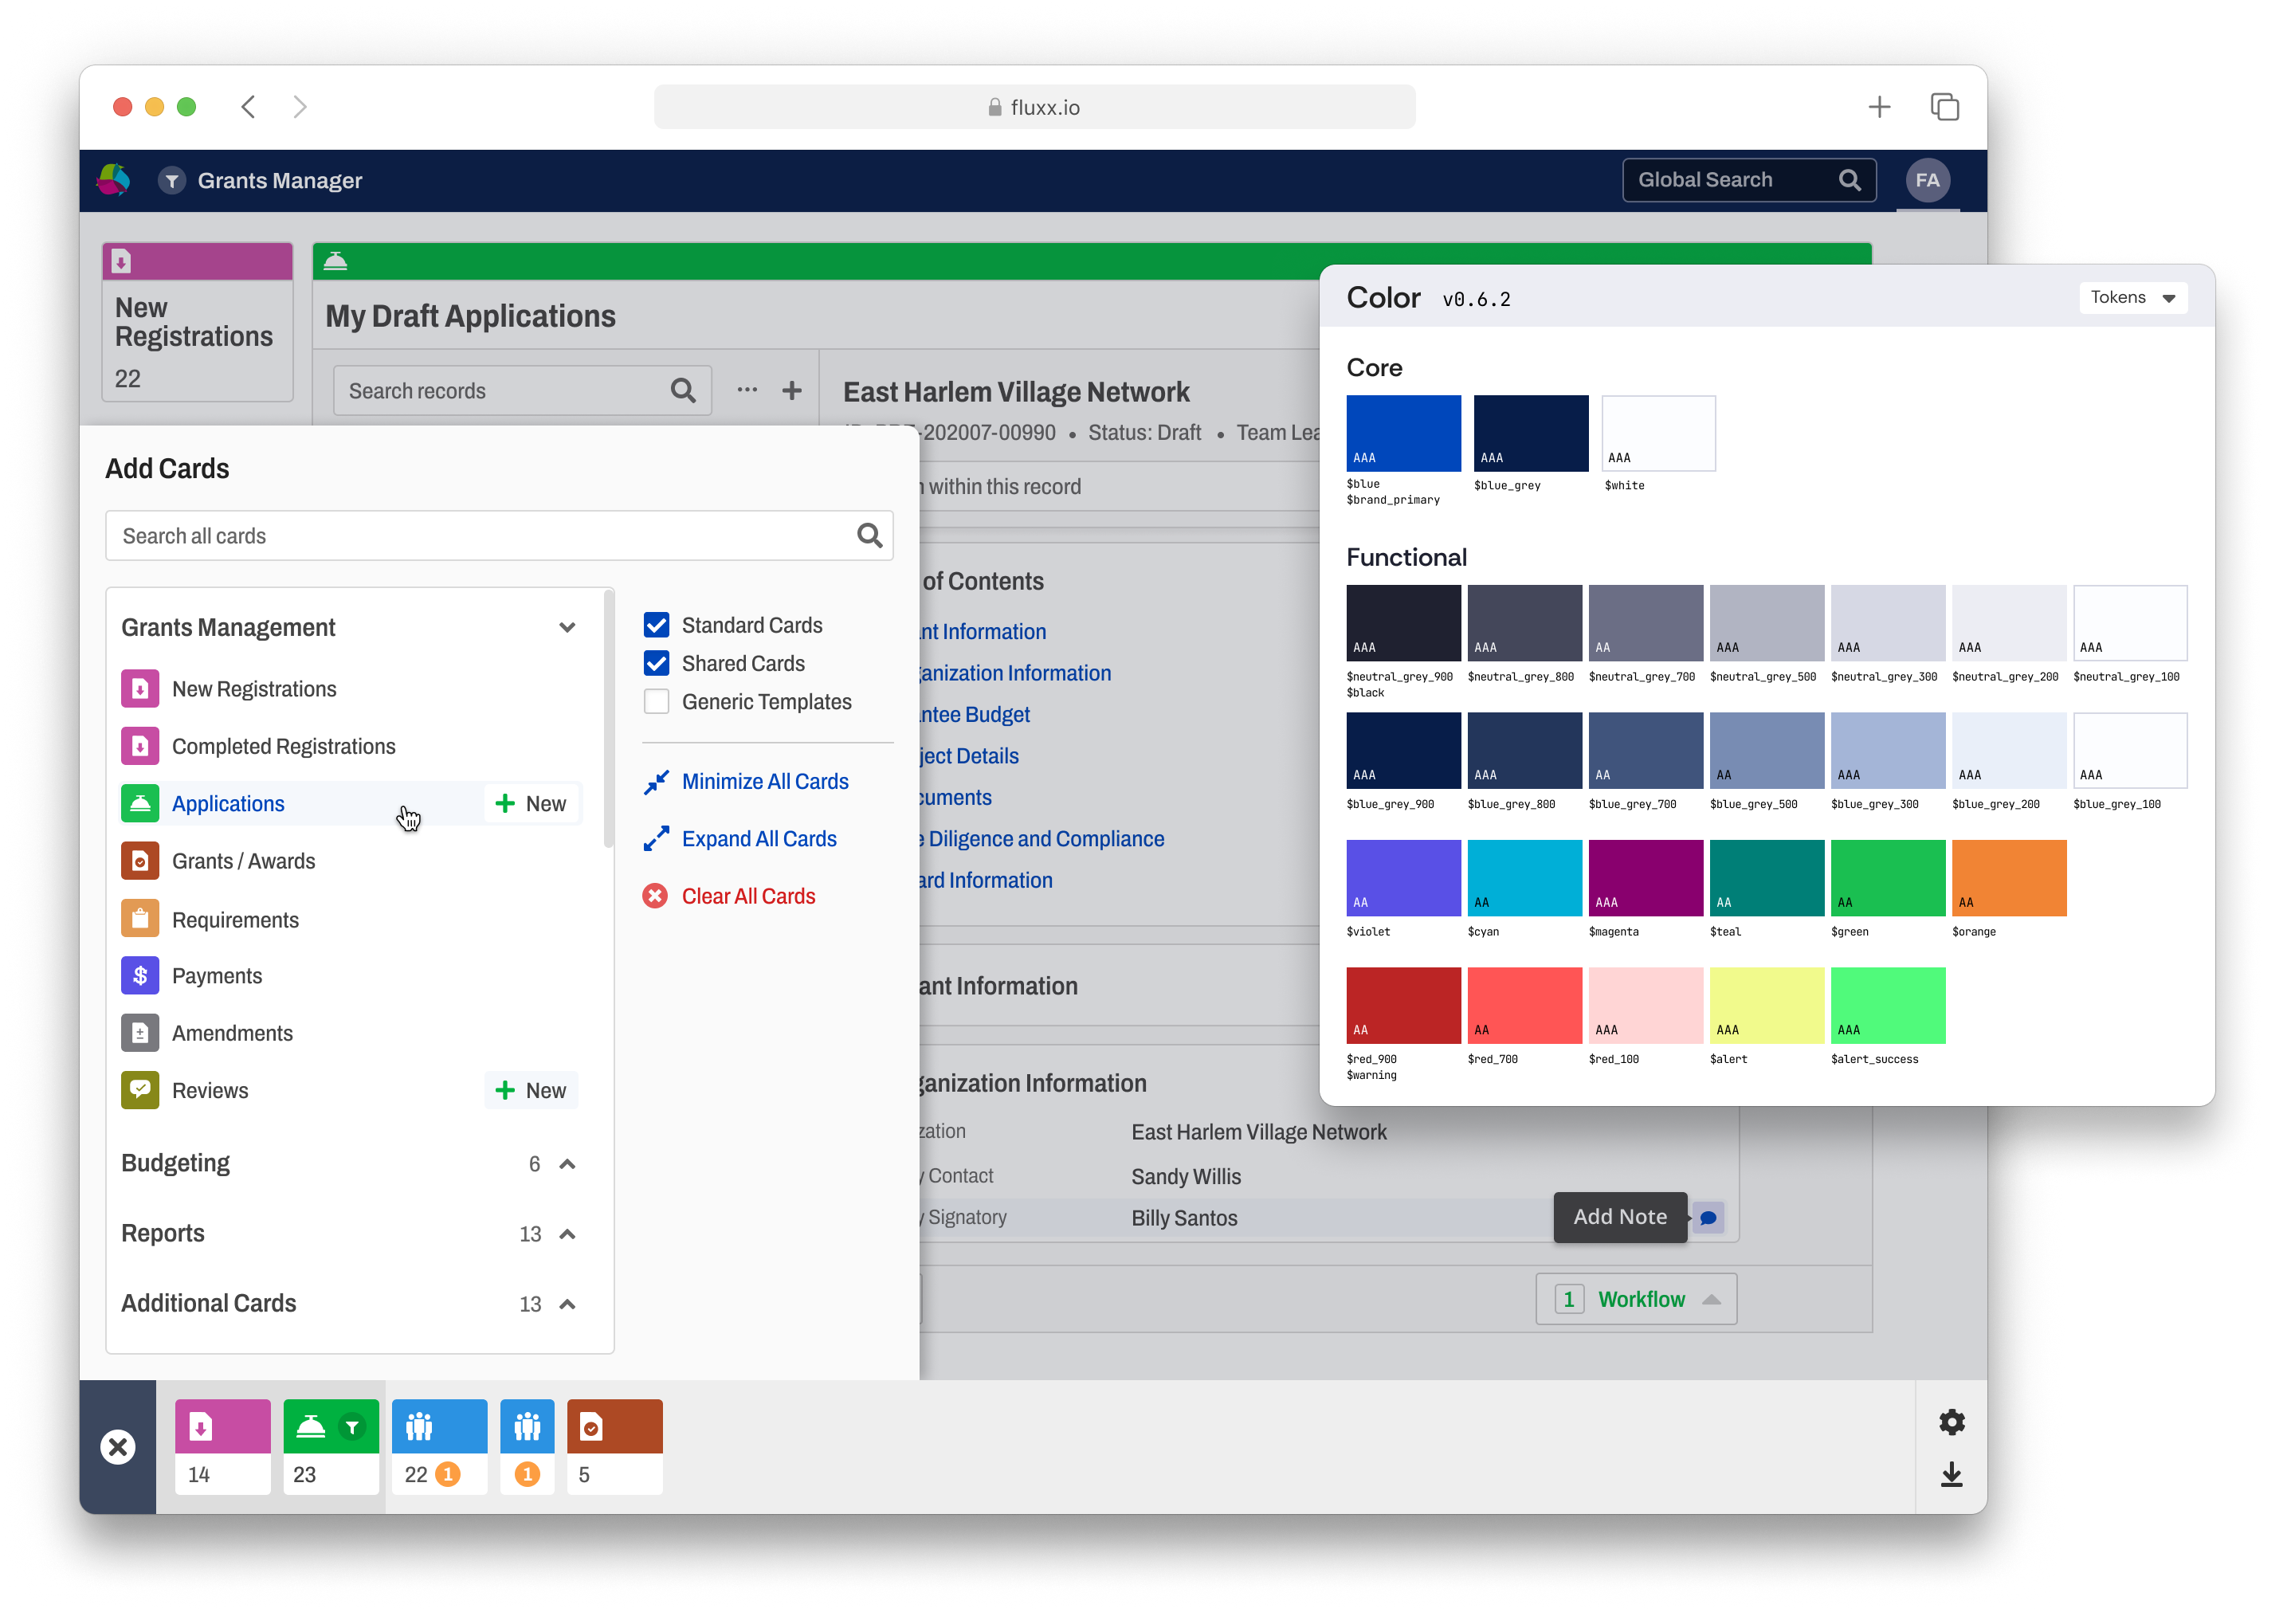 fluxx.io
Grants Manager
Global Search
FA
New
Registrations
22
My Draft Applications
Search records
East Harlem Village Network
-202007-00990 • Status: Draft • Team Lea
within this record
of Contents
nt Information
anization Information
ntee Budget
ject Details
cuments
Diligence and Compliance
ard Information
ant Information
ganization Information
zation
East Harlem Village Network
y Contact
Sandy Willis
y Signatory
Billy Santos
Add Note
1 Workflow
Add Cards
Search all cards
Grants Management
New Registrations
Completed Registrations
Applications
+ New
Grants / Awards
Requirements
Payments
Amendments
Reviews
+ New
Budgeting 6
Reports 13
Additional Cards 13
Standard Cards
Shared Cards
Generic Templates
Minimize All Cards
Expand All Cards
Clear All Cards
14
23
22 1
1
5
Color v0.6.2
Tokens
Core
AAA AAA AAA
$blue $blue_grey $white
$brand_primary
Functional
AAA AAA AA AAA AAA AAA AAA
$neutral_grey_900 $neutral_grey_800 $neutral_grey_700 $neutral_grey_500 $neutral_grey_300 $neutral_grey_200 $neutral_grey_100
$black
AAA AAA AA AA AAA AAA AAA
$blue_grey_900 $blue_grey_800 $blue_grey_700 $blue_grey_500 $blue_grey_300 $blue_grey_200 $blue_grey_100
AA AA AAA AA AA AA
$violet $cyan $magenta $teal $green $orange
AA AA AAA AAA AAA
$red_900 $red_700 $red_100 $alert $alert_success
$warning